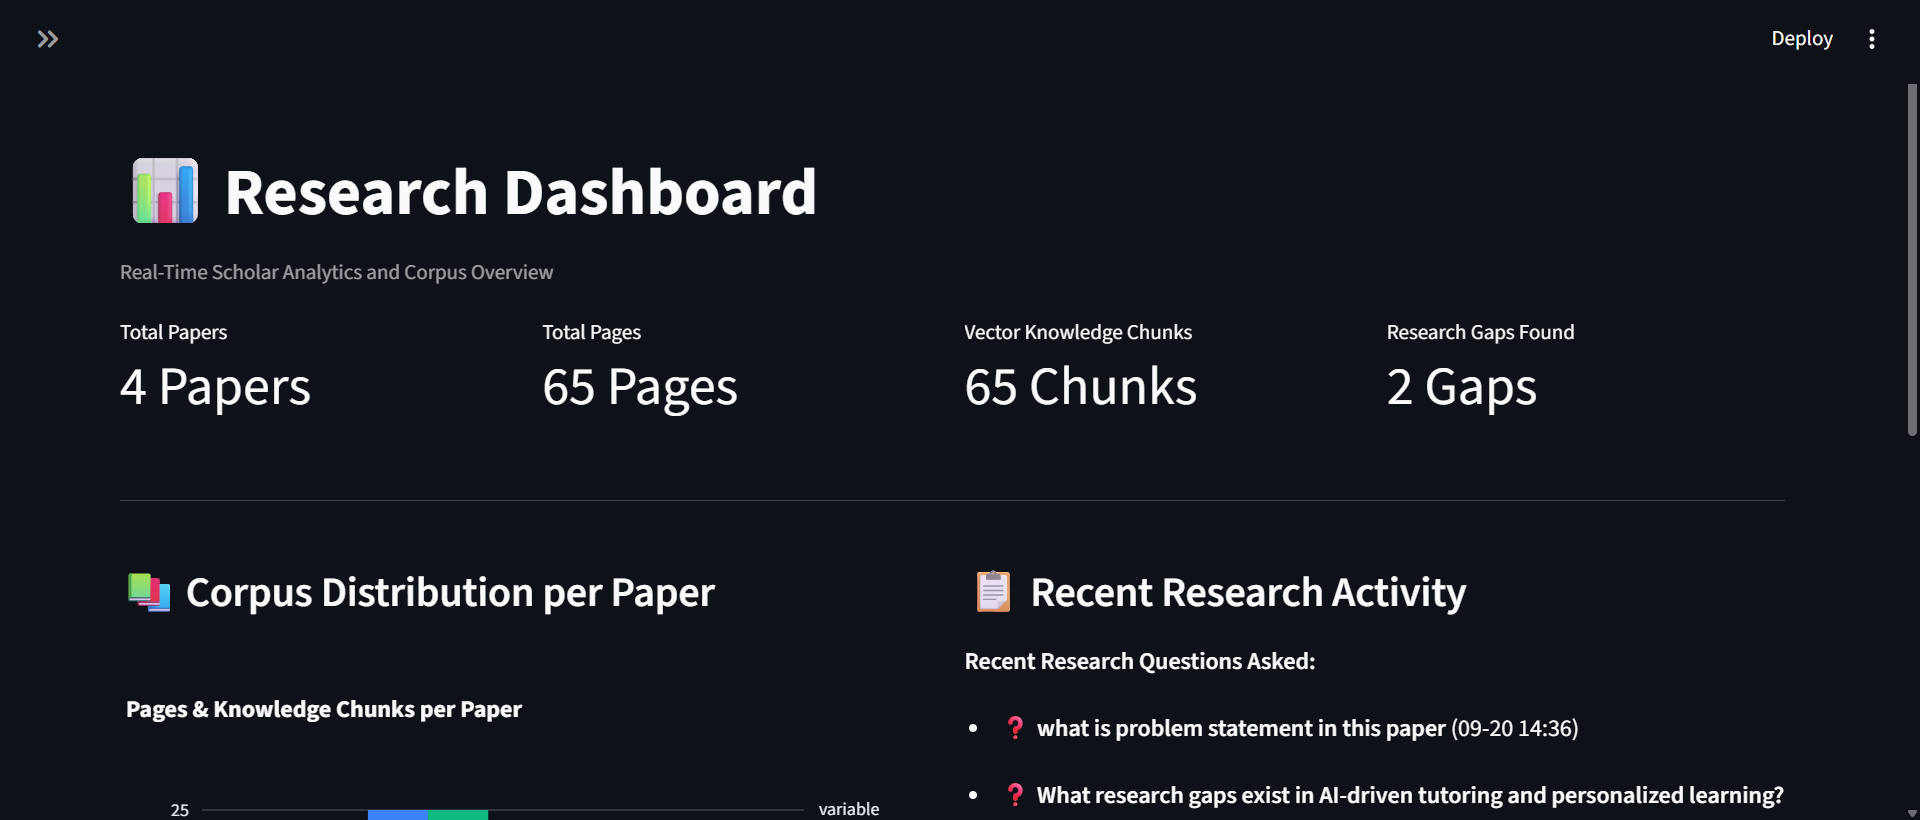 Deploy
Research Dashboard
Real-Time Scholar Analytics and Corpus Overview
Total Papers
4 Papers
Total Pages
65 Pages
Vector Knowledge Chunks
65 Chunks
Research Gaps Found
2 Gaps
Corpus Distribution per Paper
Pages & Knowledge Chunks per Paper
25
variable
Recent Research Activity
Recent Research Questions Asked:
what is problem statement in this paper (09-20 14:36)
What research gaps exist in AI-driven tutoring and personalized learning?